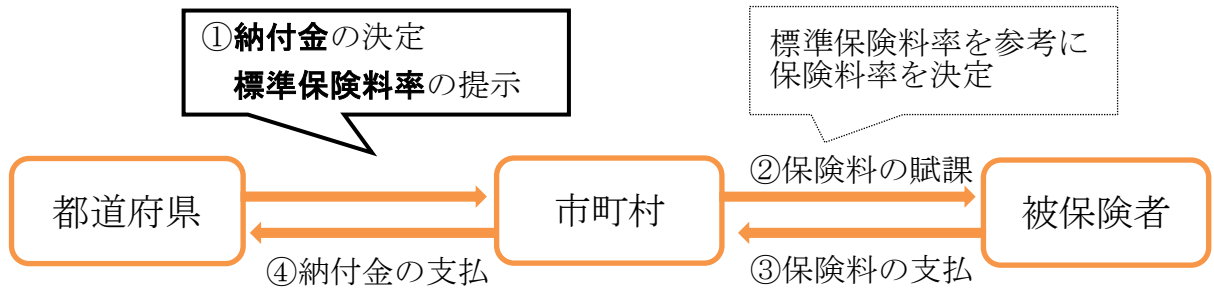 ①納付金の決定
標準保険料率の提示
標準保険料率を参考に
保険料率を決定
②保険料の賦課
都道府県
市町村
被保険者
④納付金の支払
③保険料の支払